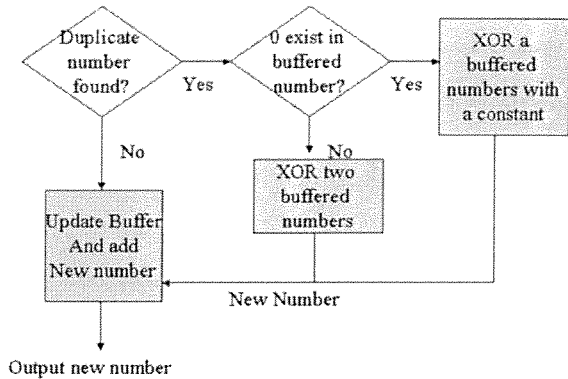 Duplicate
number
found?
Yes
0 exist in
buffered
number?
Yes
XOR a
buffered
numbers with
a constant
No
No
XOR two
buffered
numbers
Update Buffer
And add
New number
New Number
Output new number